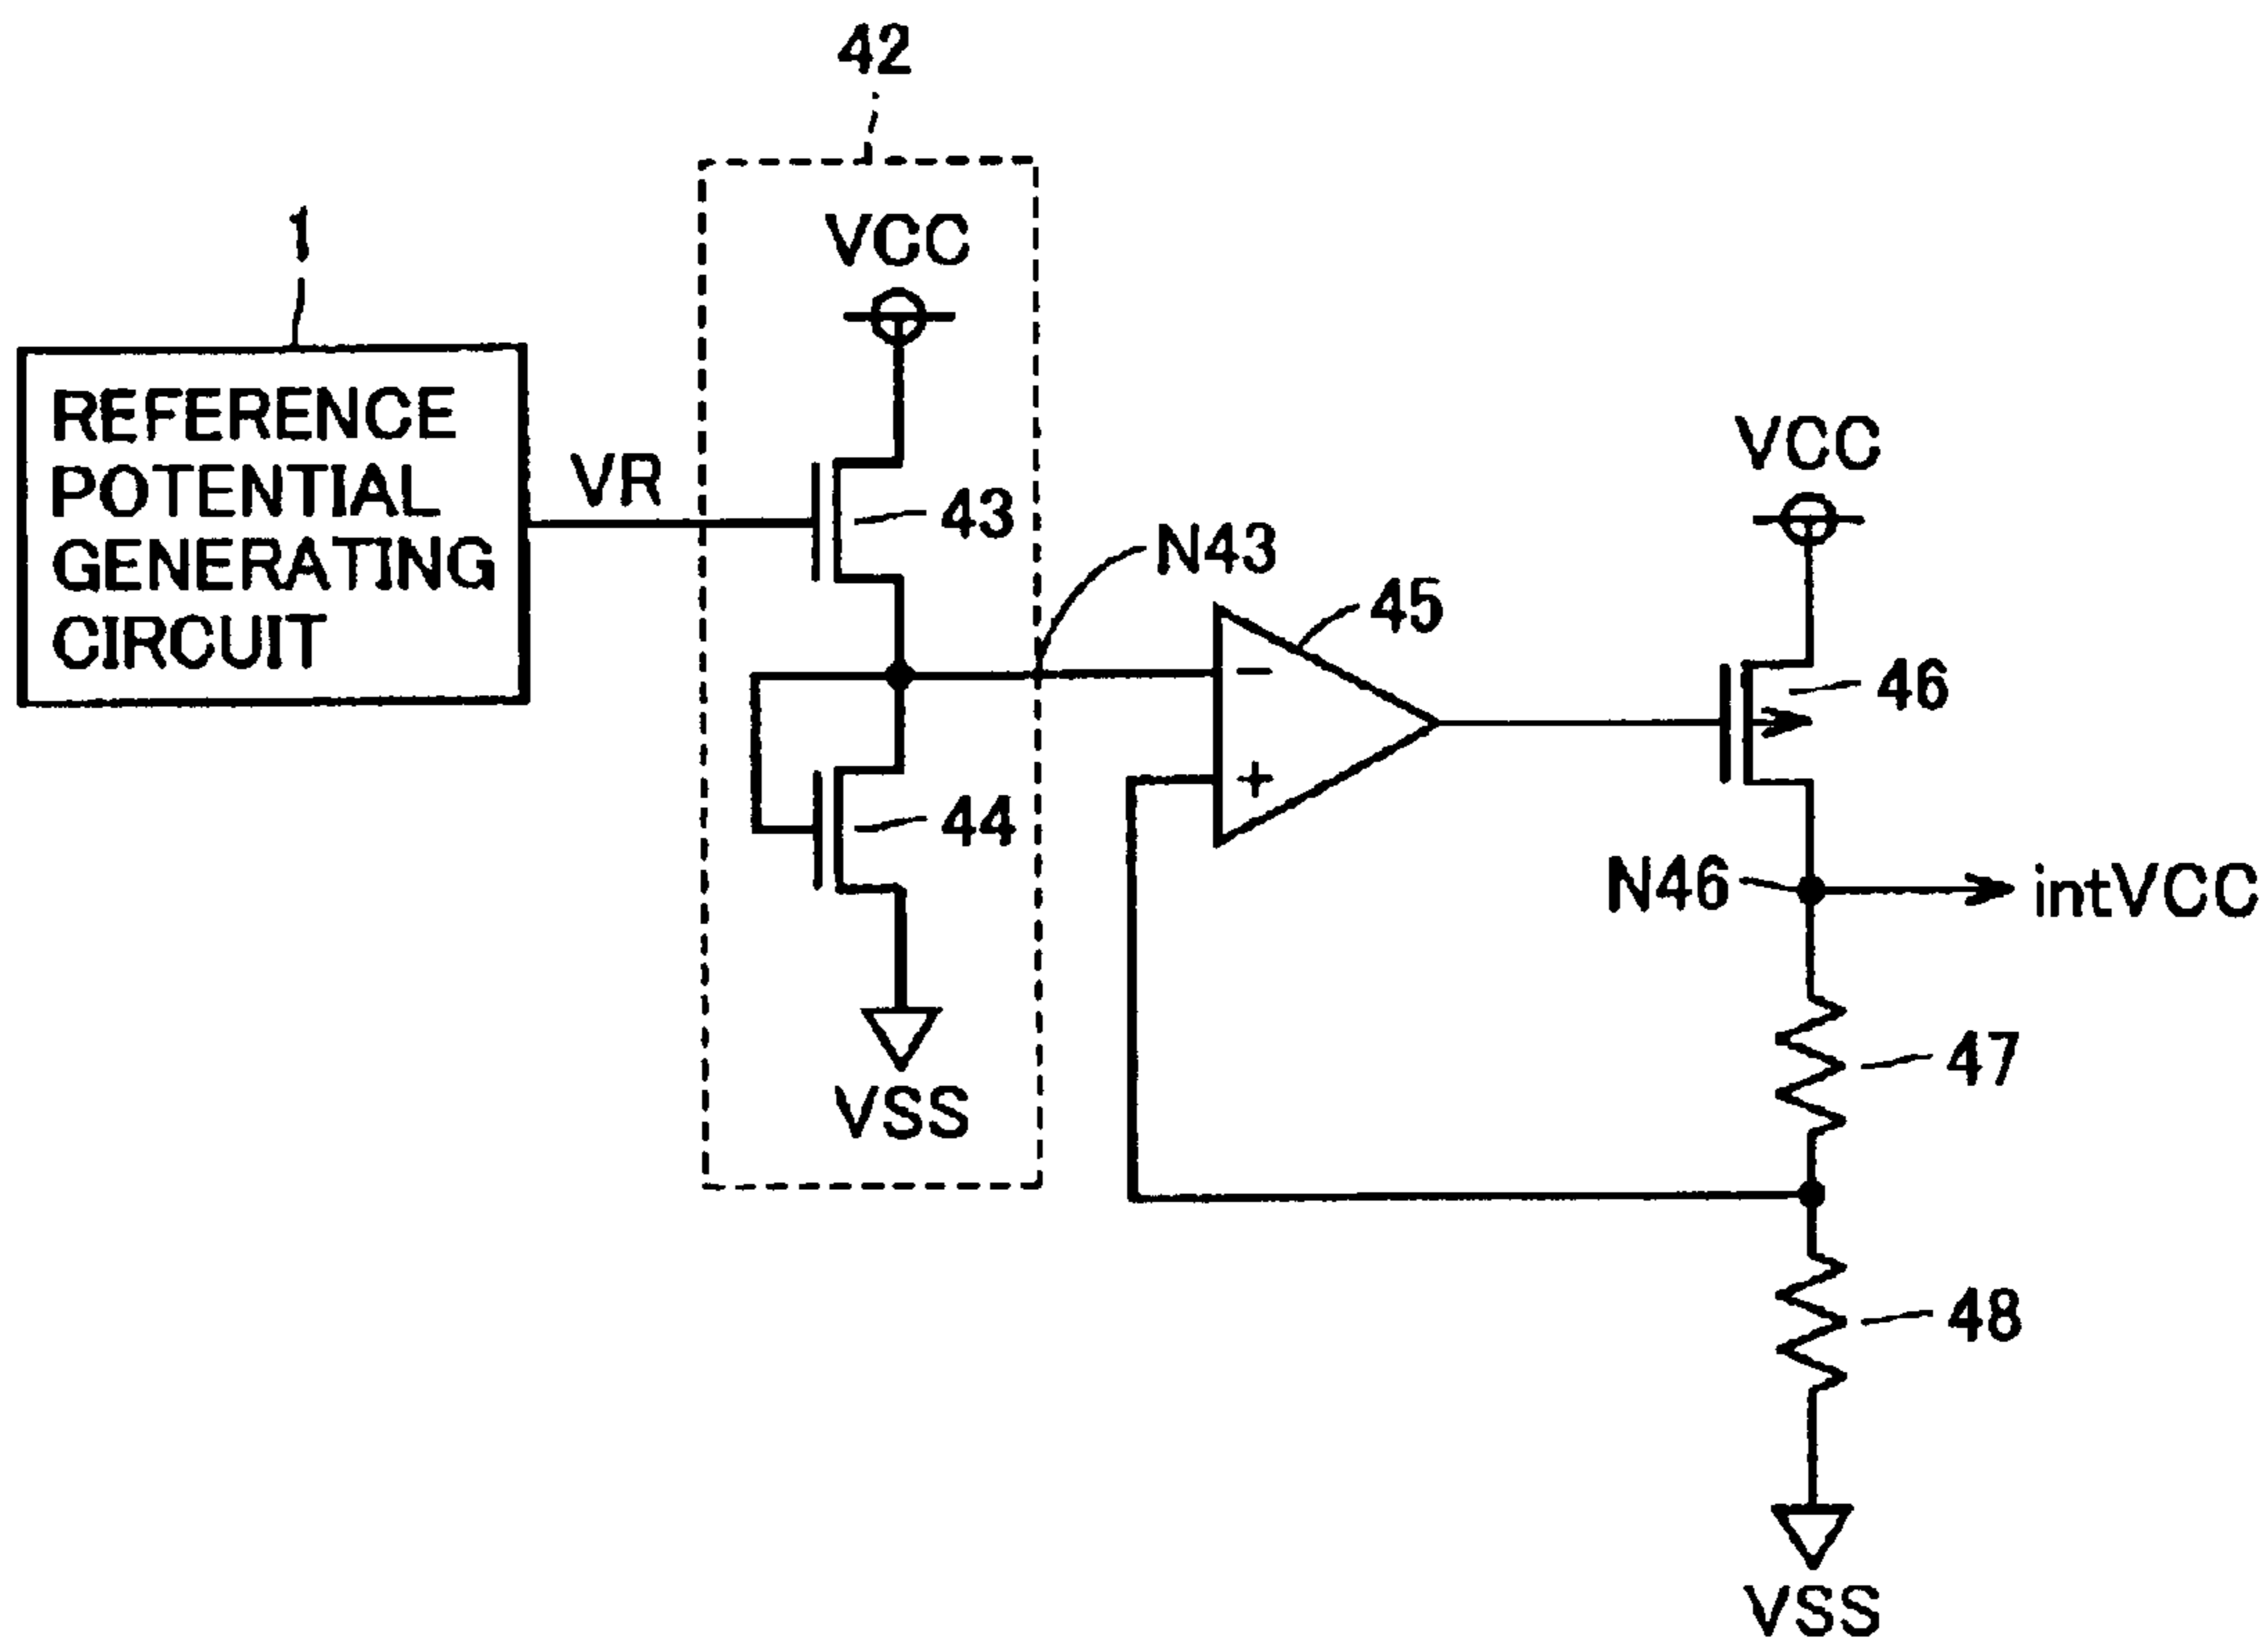 42
1
VCC
REFERENCE
POTENTIAL
GENERATING
CIRCUIT
VR
43
N43
45
VCC
46
−
+
44
N46
intVCC
47
VSS
48
VSS